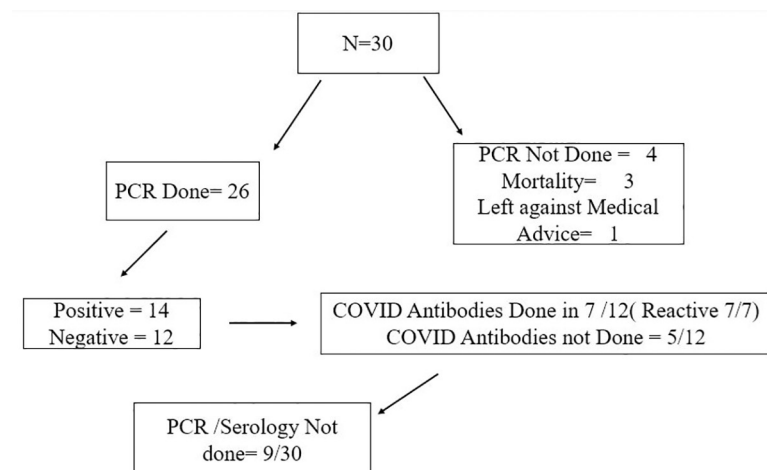 N=30
PCR Done= 26
PCR Not Done = 4
Mortality= 3
Left against Medical
Advice= 1
Positive = 14
Negative = 12
COVID Antibodies Done in 7 /12( Reactive 7/7)
COVID Antibodies not Done = 5/12
PCR /Serology Not
done= 9/30